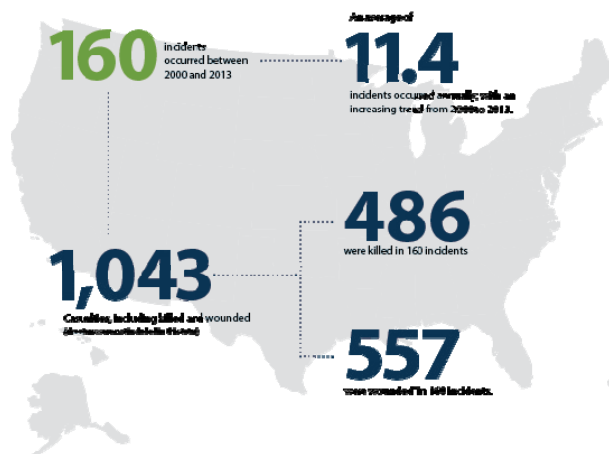 160
incidents
occurred between
2000 and 2013
An average of
11.4
incidents occurred annually, with an
increasing trend from 2000 to 2013.
486
were killed in 160 incidents
1,043
Casualties, including killed and wounded
557
were wounded in 160 incidents.